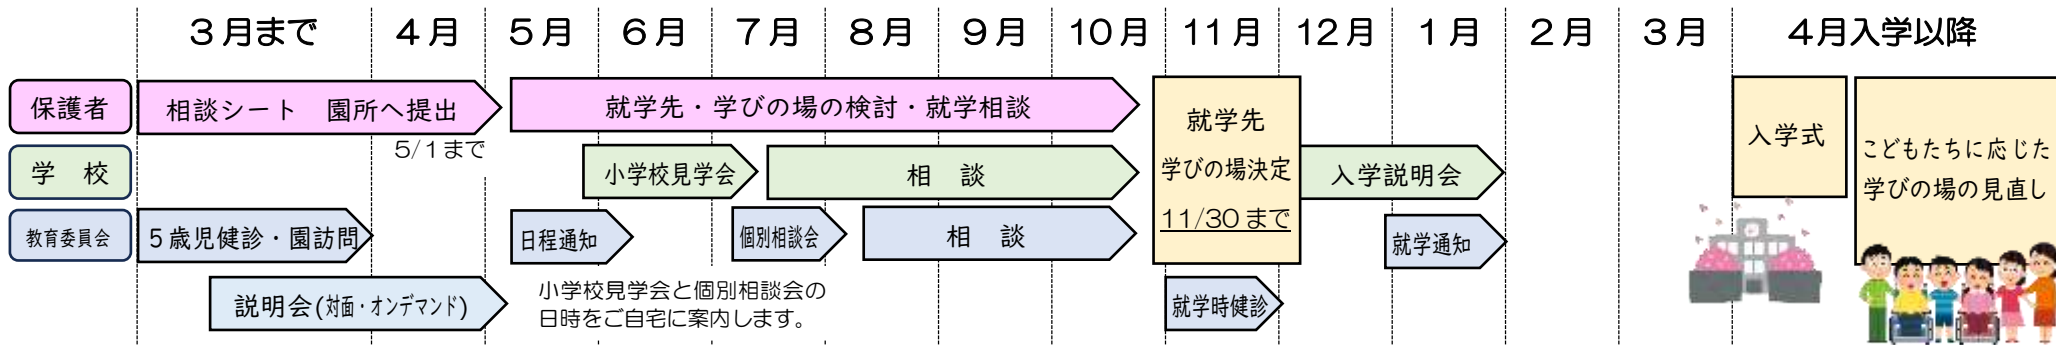 ３月まで ４月 ５月 ６月 ７月 ８月 ９月 10月 11月 12月 １月 ２月 ３月 ４月入学以降
保護者
相談シート　園所へ提出
5/１まで
就学先・学びの場の検討・就学相談
学　校
小学校見学会
相　談
就学先
学びの場決定
11/30まで
入学説明会
入学式
こどもたちに応じた
学びの場の見直し
教育委員会
５歳児健診・園訪問
日程通知
個別相談会
相　談
就学通知
説明会(対面・オンデマンド)
小学校見学会と個別相談会の
日時をご自宅に案内します。
就学時健診